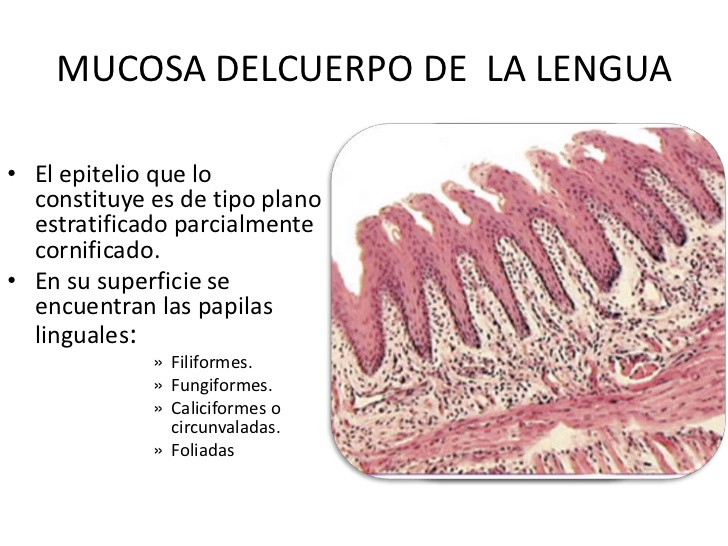 MUCOSA DELCUERPO DE LA LENGUA
• El epitelio que lo
constituye es de tipo plano
estratificado parcialmente
cornificado.
• En su superficie se
encuentran las papilas
linguales:
» Filiformes.
» Fungiformes.
» Caliciformes o
circunvaladas.
» Foliadas